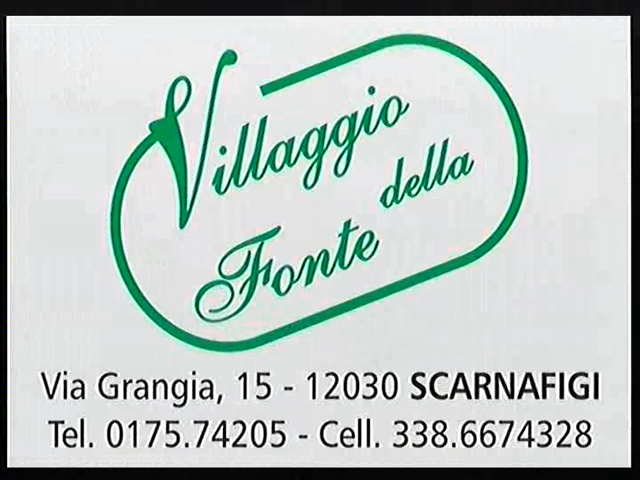 Villaggio
della
Fonte
Via Grangia, 15 - 12030 SCARNAFIGI
Tel. 0175.74205 - Cell. 338.6674328